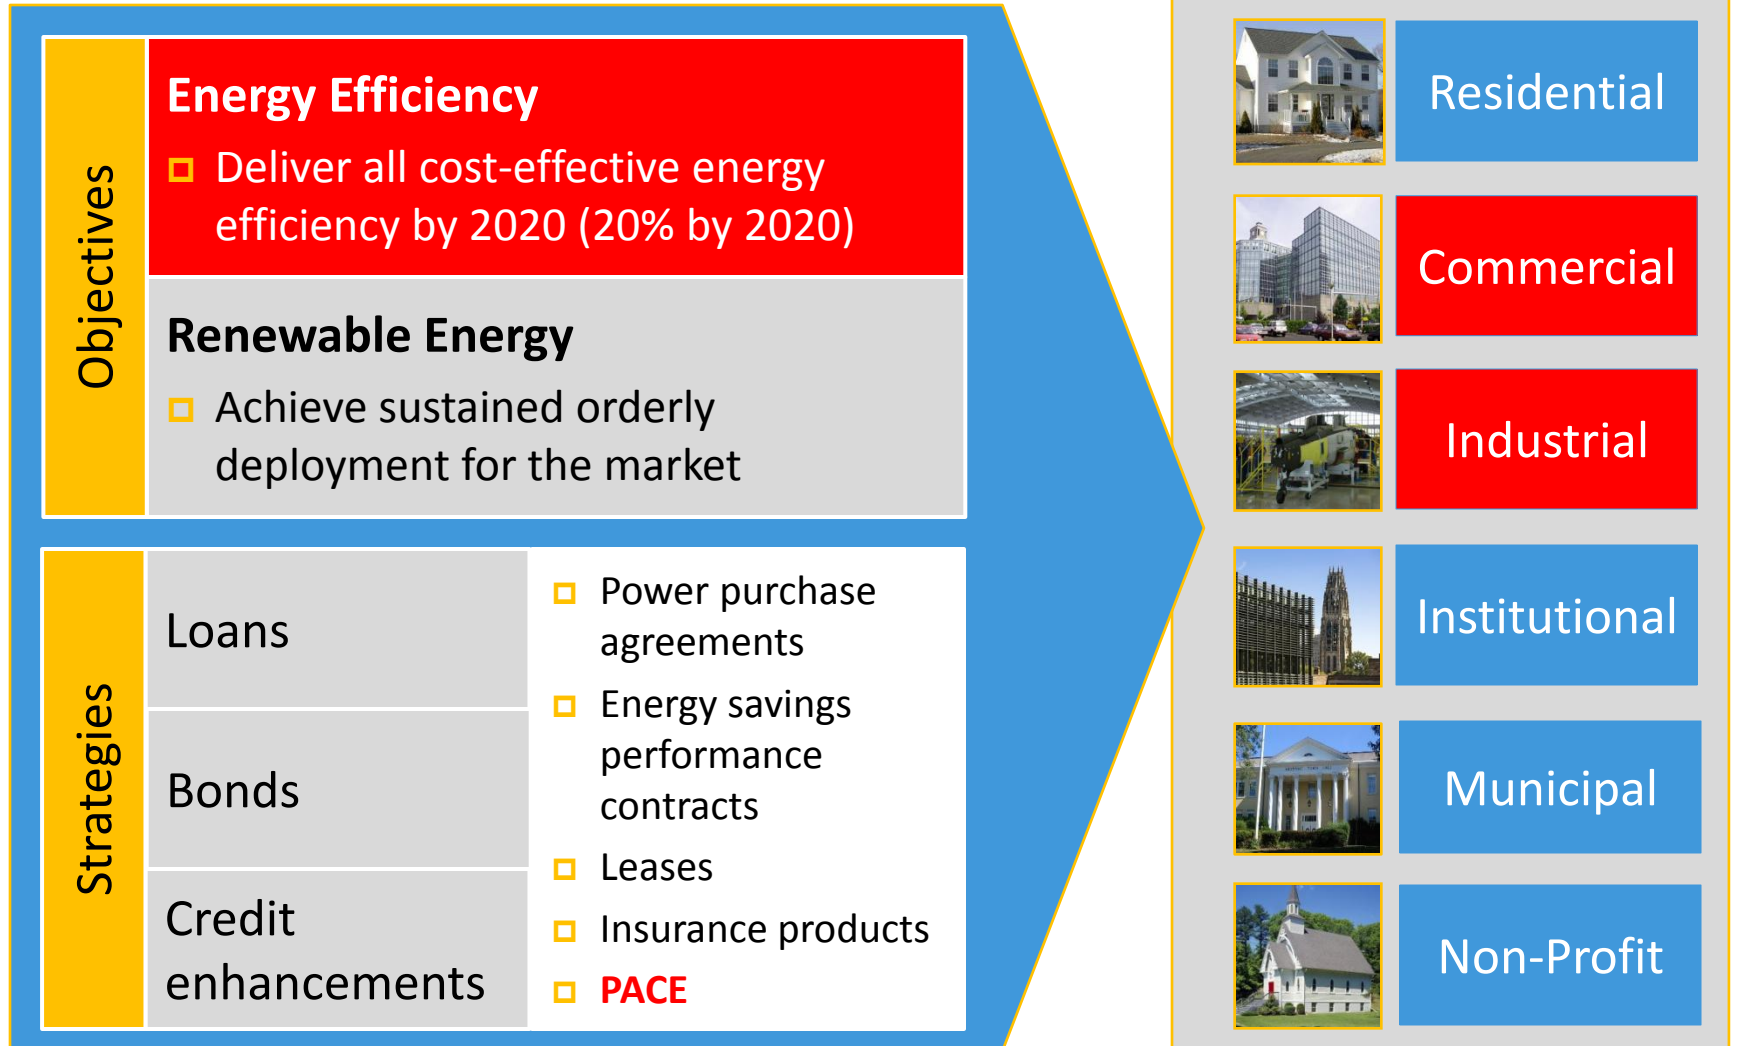 Objectives
Energy Efficiency
Deliver all cost-effective energy
efficiency by 2020 (20% by 2020)
Renewable Energy
Achieve sustained orderly
deployment for the market
Strategies
Loans
Bonds
Credit
enhancements
Power purchase
agreements
Energy savings
performance
contracts
Leases
Insurance products
PACE
Residential
Commercial
Industrial
Institutional
Municipal
Non-Profit